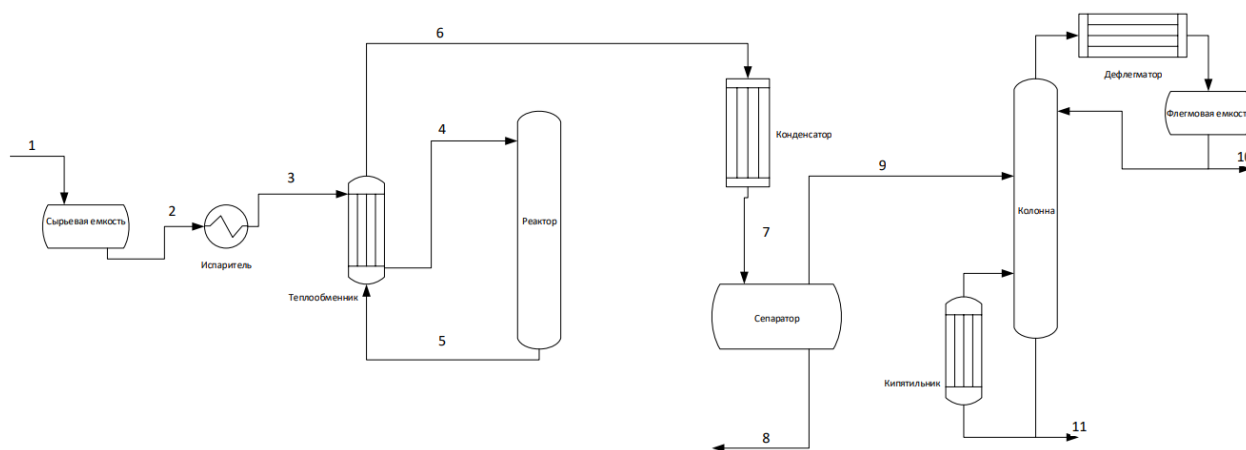 1
Сырьевая емкость
2
Испаритель
3
Теплообменник
4
5
6
Реактор
Конденсатор
7
Сепаратор
8
9
Колонна
Кипятильник
Дефлегматор
Флегмовая емкость
10
11